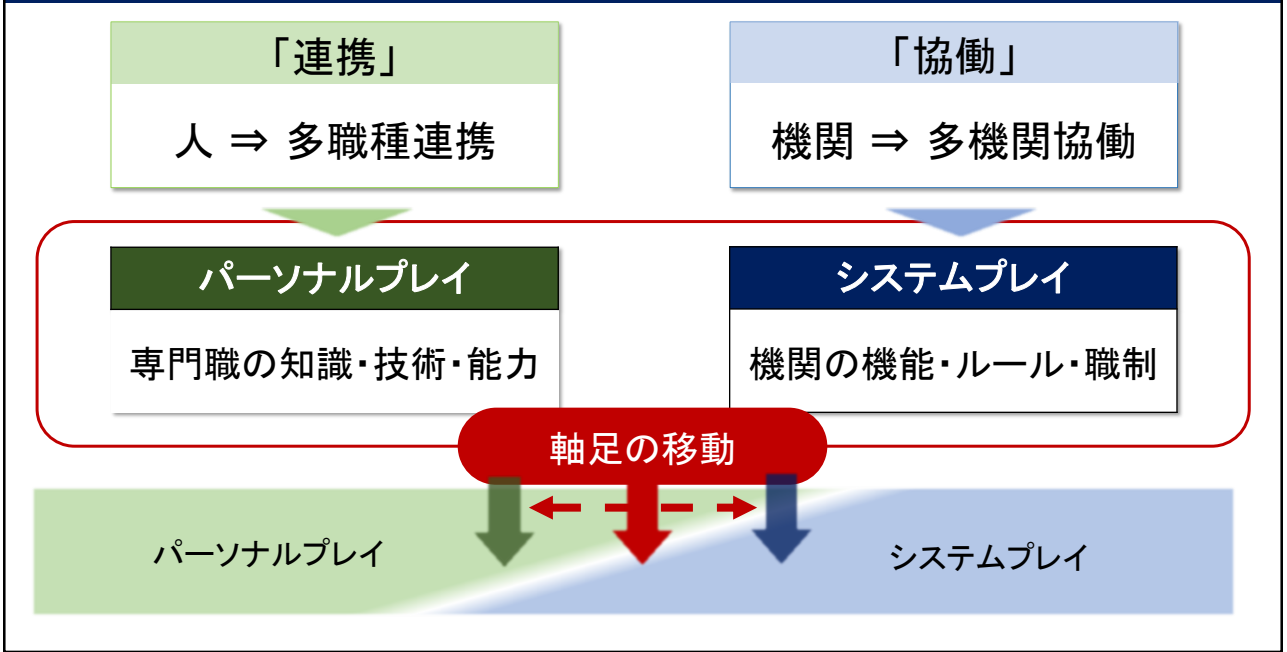 「連携」
人 ⇒ 多職種連携
「協働」
機関 ⇒ 多機関協働
パーソナルプレイ
専門職の知識・技術・能力
システムプレイ
機関の機能・ルール・職制
軸足の移動
パーソナルプレイ
システムプレイ